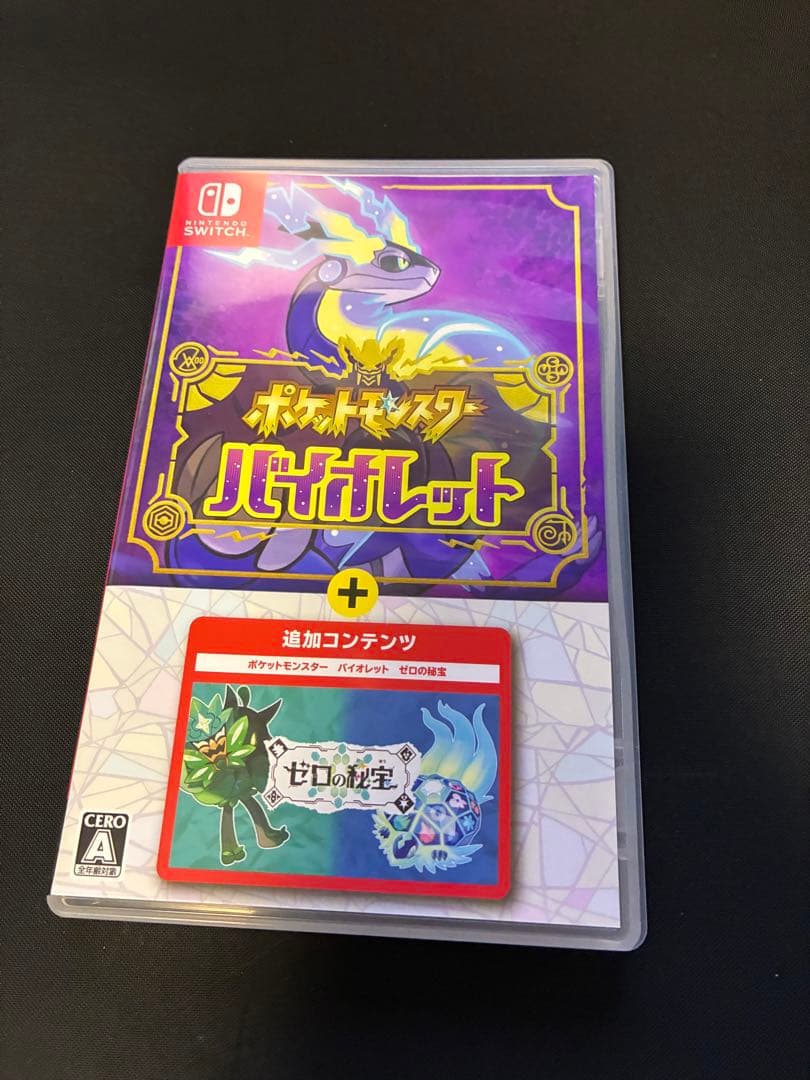 NINTENDO
SWITCH™
ポケットモンスター
バイオレット
+
追加コンテンツ
ポケットモンスター バイオレット ゼロの秘宝
ゼロの秘宝
CERO
A
全年齢対象